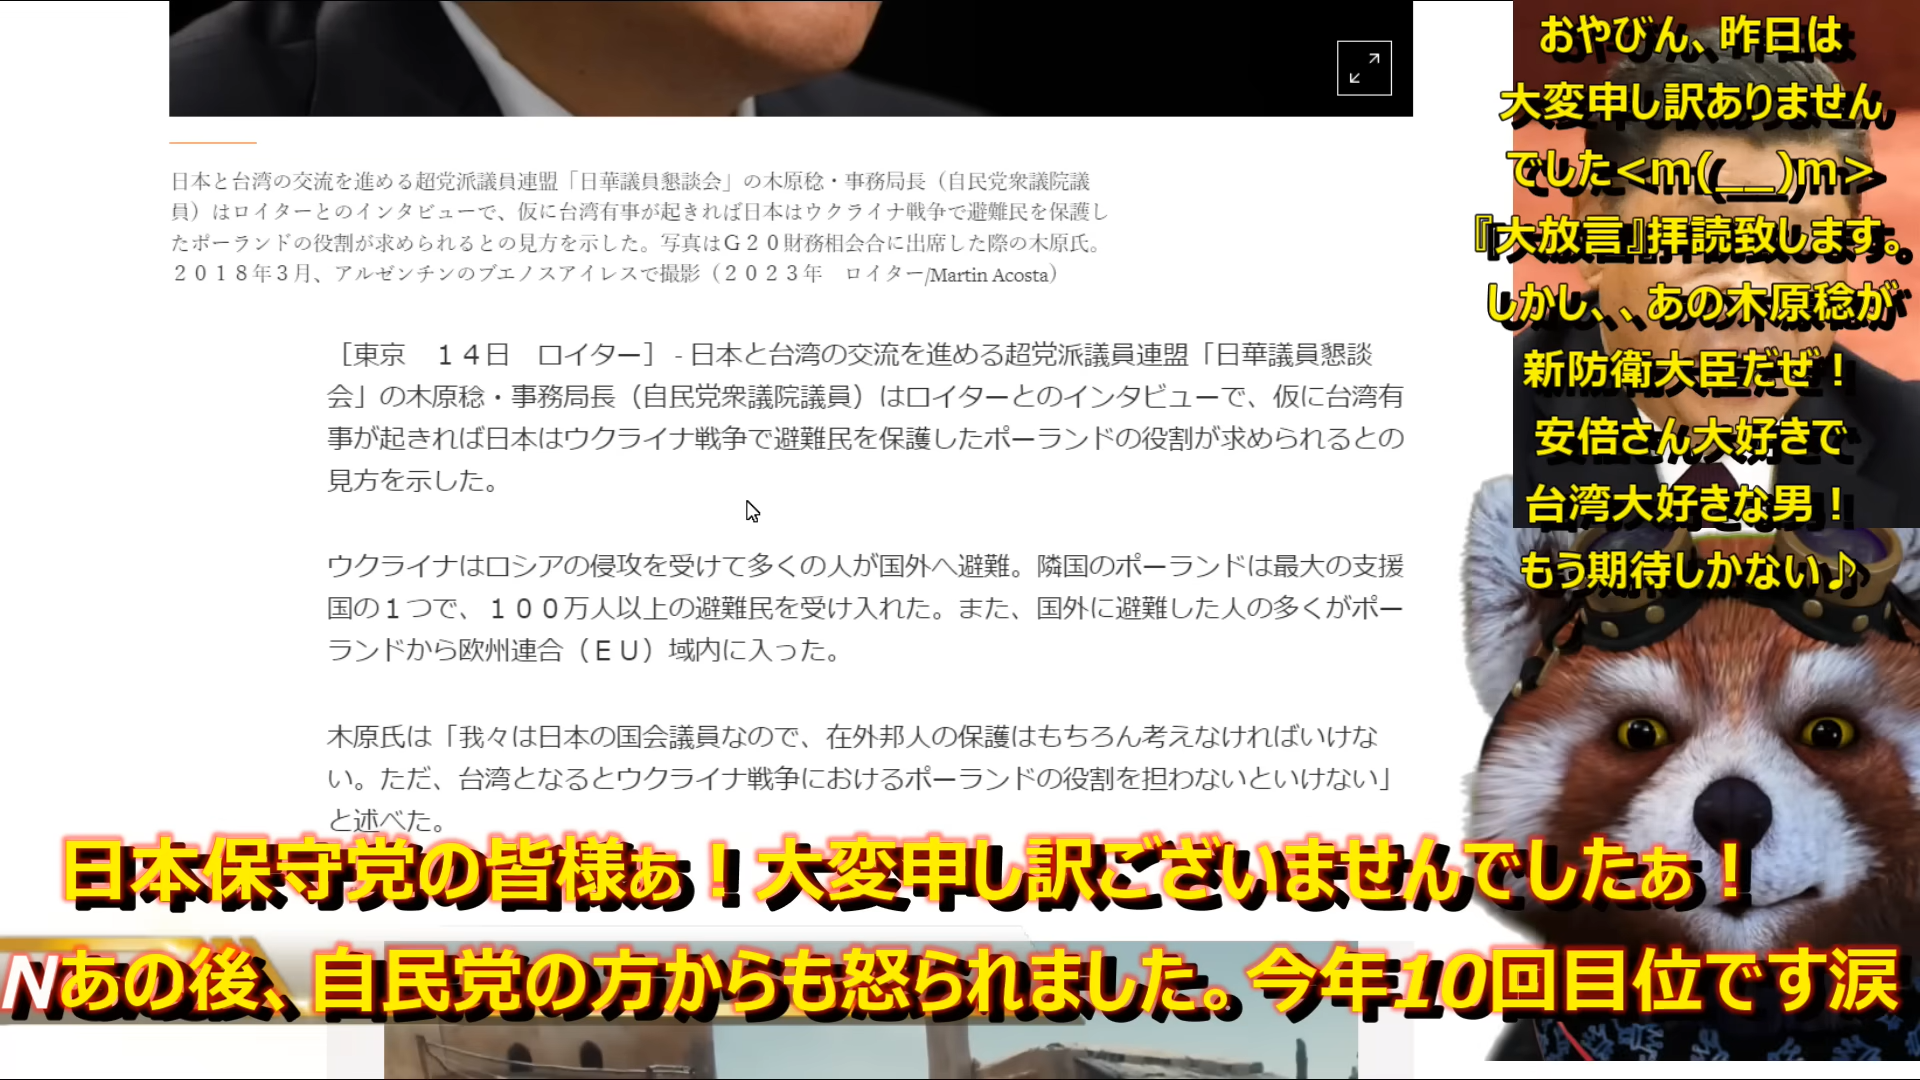 日本と台湾の交流を進める超党派議員連盟「日華議員懇談会」の木原稔・事務局長（自民党衆議院議
員）はロイターとのインタビューで、仮に台湾有事が起きれば日本はウクライナ戦争で避難民を保護し
たポーランドの役割が求められるとの見方を示した。写真はＧ２０財務相会合に出席した際の木原氏。
２０１８年３月、アルゼンチンのブエノスアイレスで撮影（２０２３年　ロイター/Martin Acosta）
［東京　１４日　ロイター］ - 日本と台湾の交流を進める超党派議員連盟「日華議員懇談
会」の木原稔・事務局長（自民党衆議院議員）はロイターとのインタビューで、仮に台湾有
事が起きれば日本はウクライナ戦争で避難民を保護したポーランドの役割が求められるとの
見方を示した。
ウクライナはロシアの侵攻を受けて多くの人が国外へ避難。隣国のポーランドは最大の支援
国の１つで、１００万人以上の避難民を受け入れた。また、国外に避難した人の多くがポー
ランドから欧州連合（ＥＵ）域内に入った。
木原氏は「我々は日本の国会議員なので、在外邦人の保護はもちろん考えなければいけな
い。ただ、台湾となるとウクライナ戦争におけるポーランドの役割を担わないといけない」
と述べた。
おやびん、昨日は
大変申し訳ありません
でした<m(__)m>
『大放言』拝読致します。
しかし、、あの木原稔が
新防衛大臣だぜ！
安倍さん大好きで
台湾大好きな男！
もう期待しかない♪
日本保守党の皆様ぁ！大変申し訳ございませんでしたぁ！
Nあの後、自民党の方からも怒られました。今年10回目位です涙